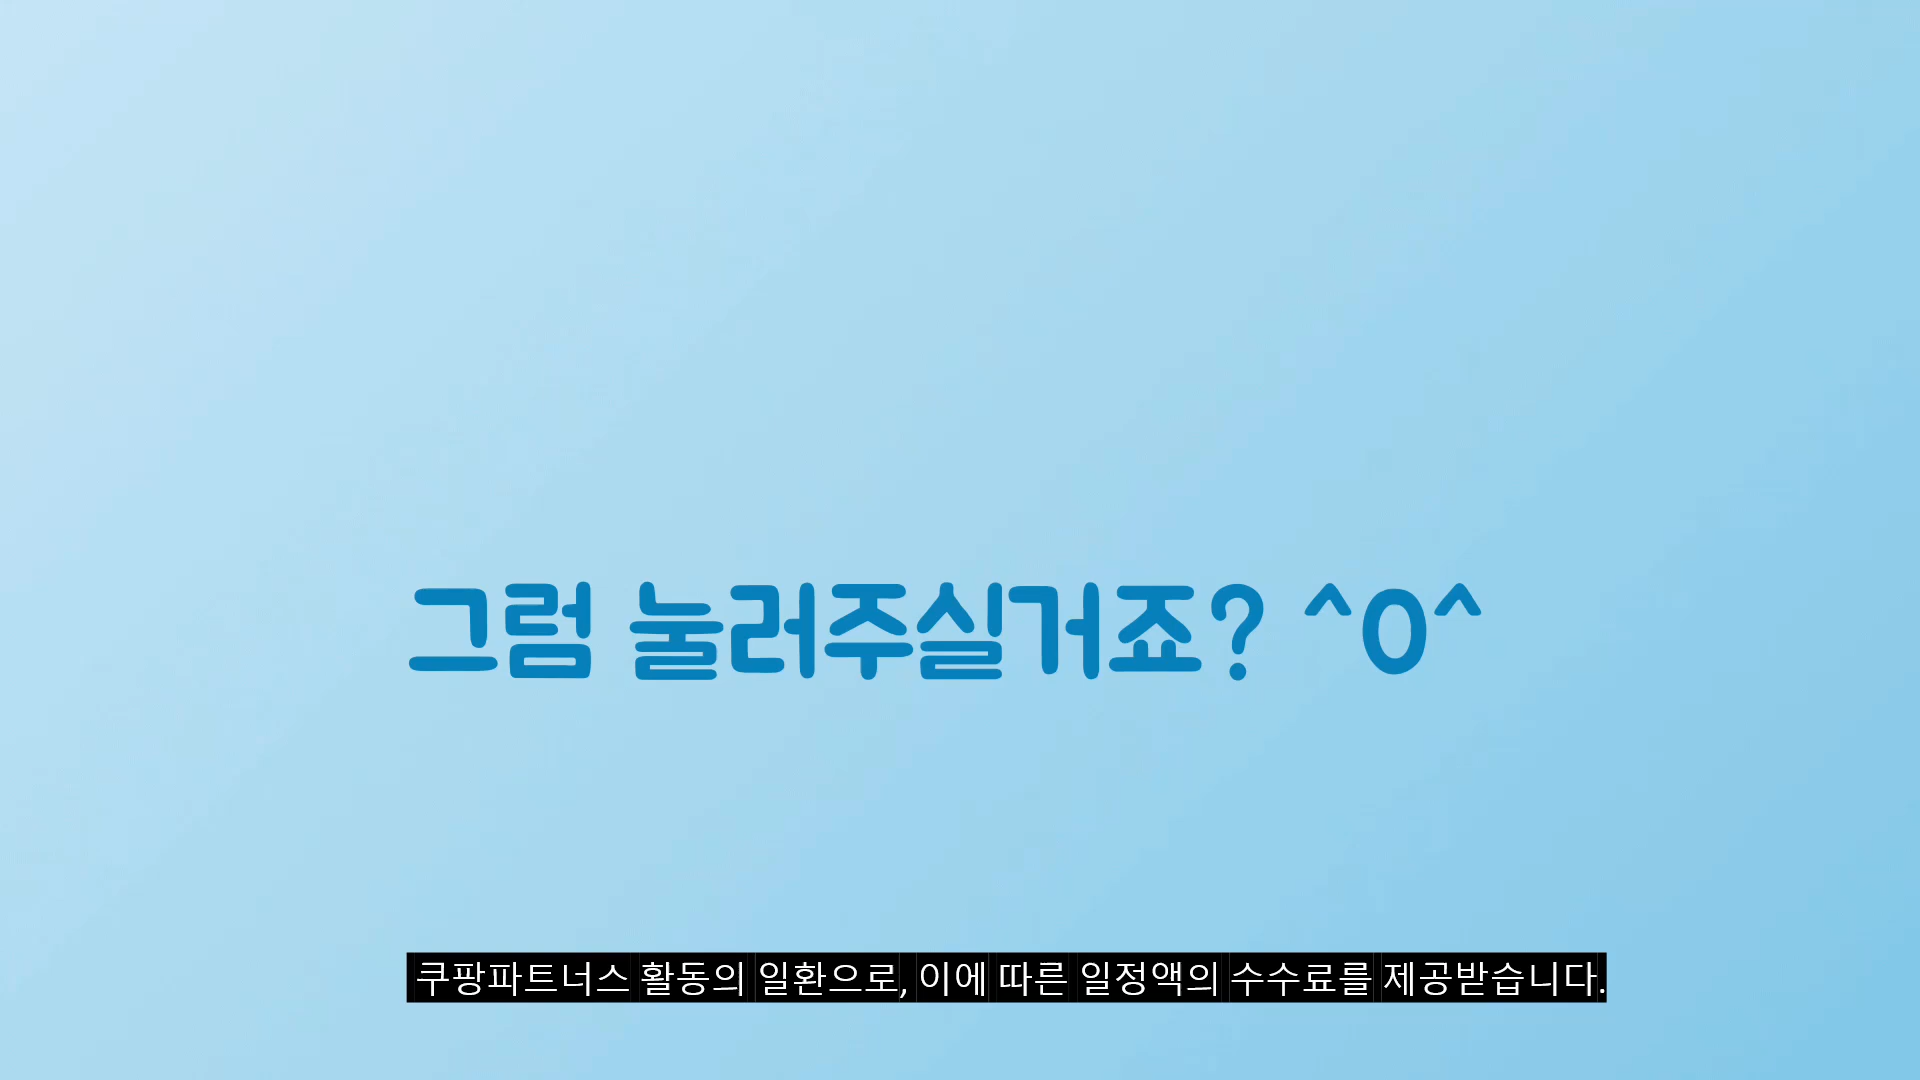 그럼 눌러주실거죠? ^0^
쿠팡파트너스 활동의 일환으로, 이에 따른 일정액의 수수료를 제공받습니다.